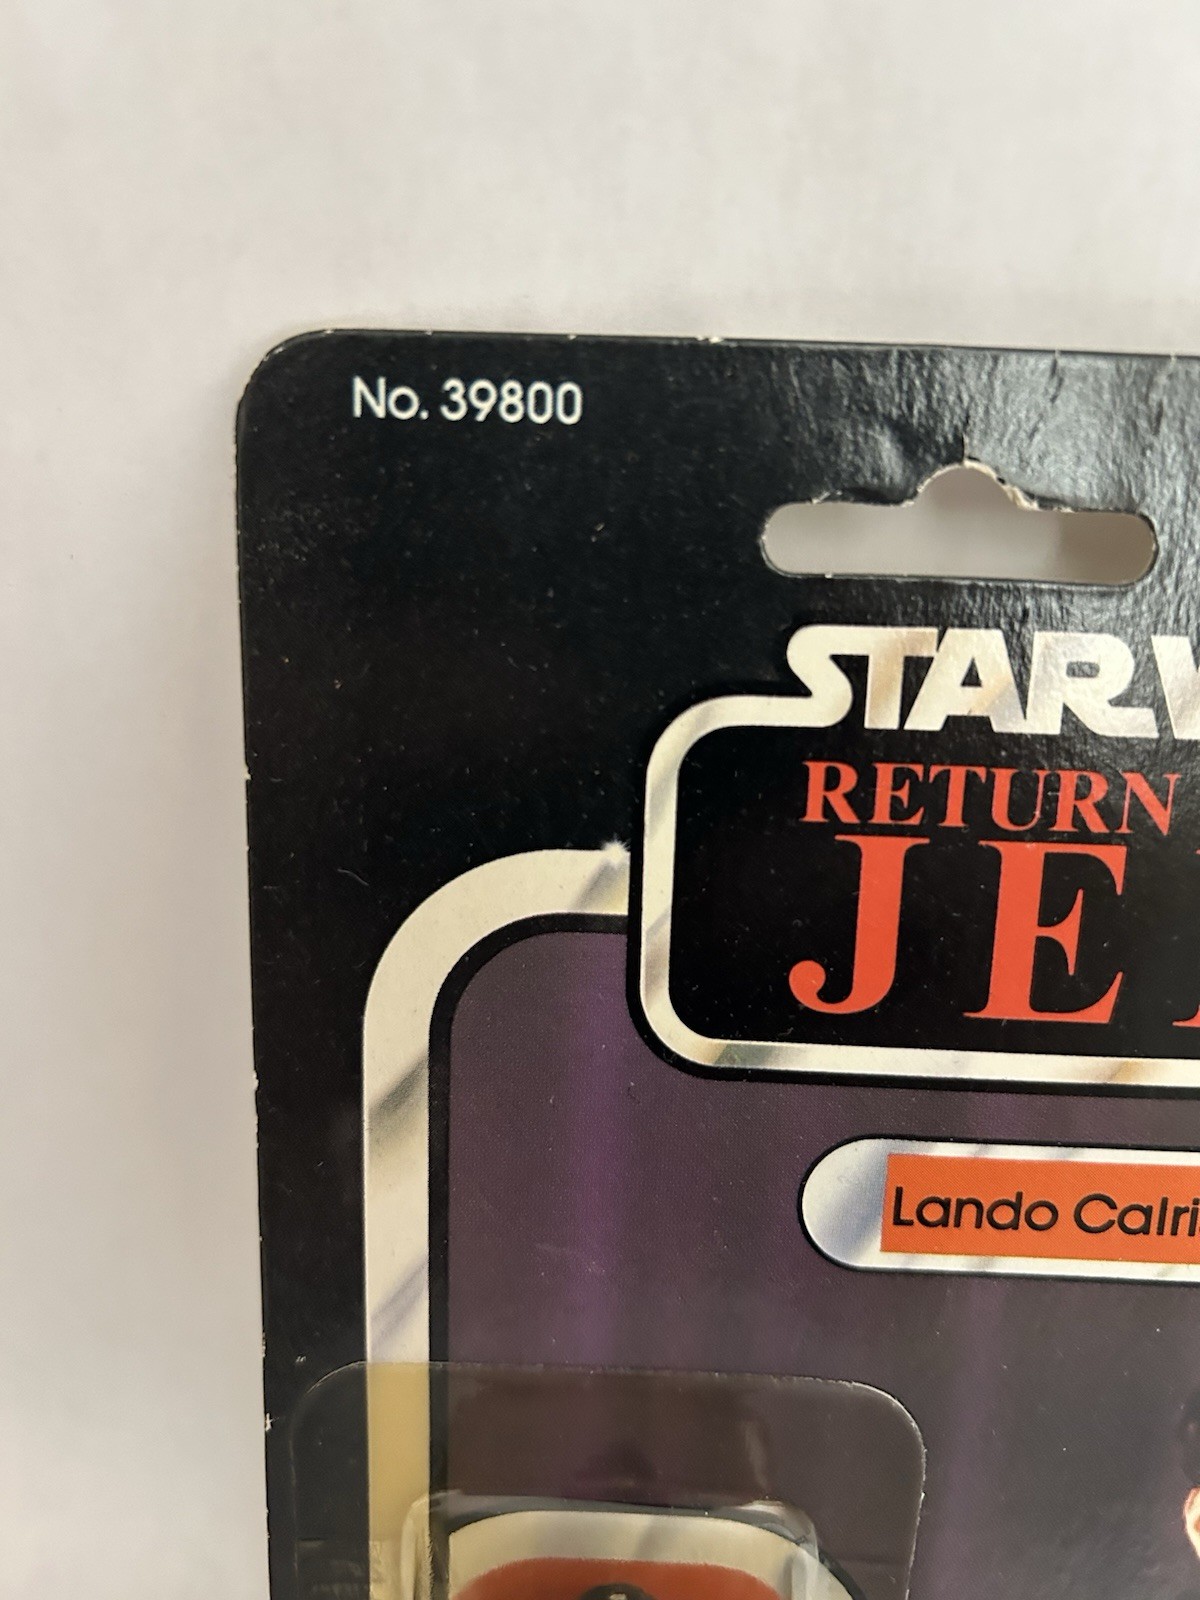 No. 39800
STAR
RETURN
JE
Lando Calri